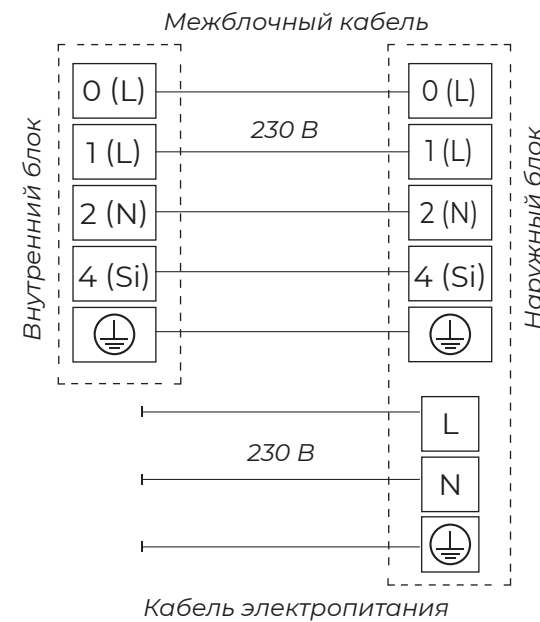 Межблочный кабель
Внутренний блок
Наружный блок
0 (L)
0 (L)
230 В
1 (L)
1 (L)
2 (N)
2 (N)
4 (Si)
4 (Si)
L
230 В
N
Кабель электропитания